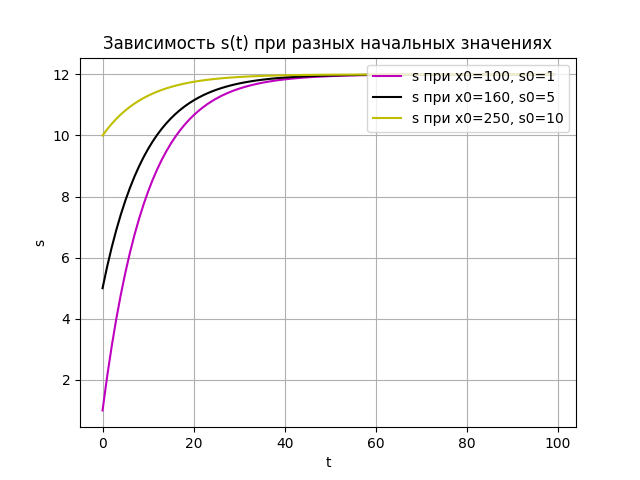 Зависимость s(t) при разных начальных значениях
s при x0=100, s0=1
s при x0=160, s0=5
s при x0=250, s0=10
12
10
8
6
4
2
s
0 20 40 60 80 100
t